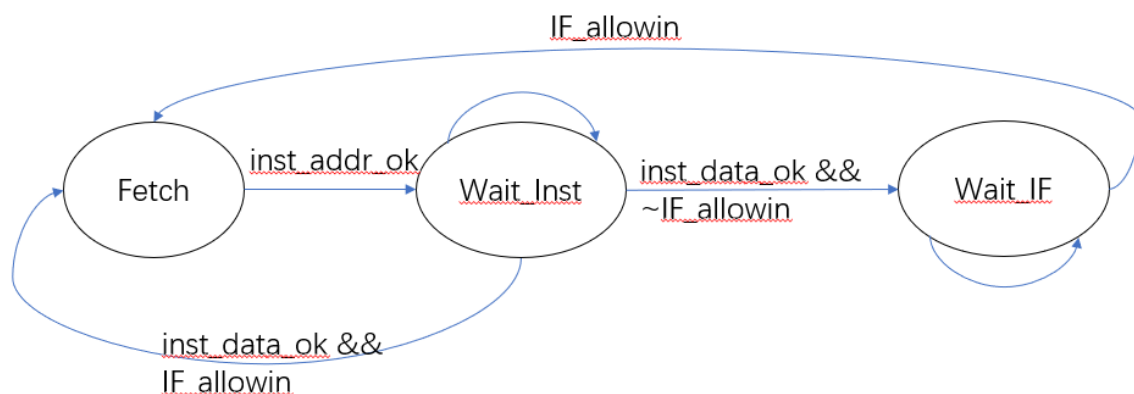 IF_allowin
Fetch
inst_addr_ok
Wait_Inst
inst_data_ok &&
~IF_allowin
Wait_IF
inst_data_ok &&
IF_allowin